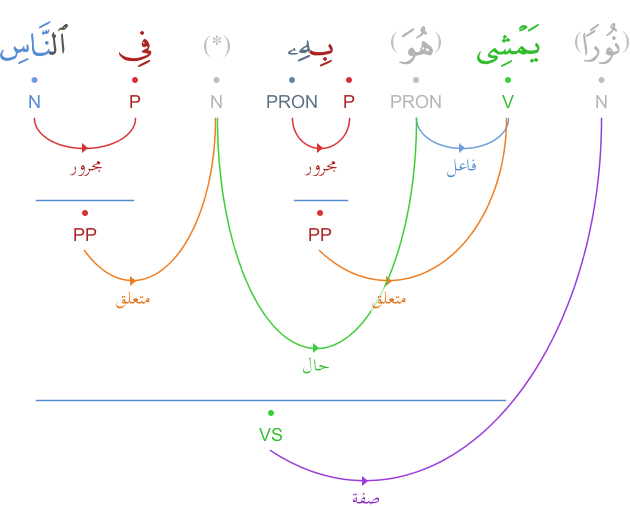 (نُورًا) يَمْشِى (هُوَ) بِهِۦ (*) فِى ٱلنَّاسِ
N V PRON P PRON N P N
فاعل مجرور مجرور
PP PP
متعلق متعلق
حال
VS
صفة